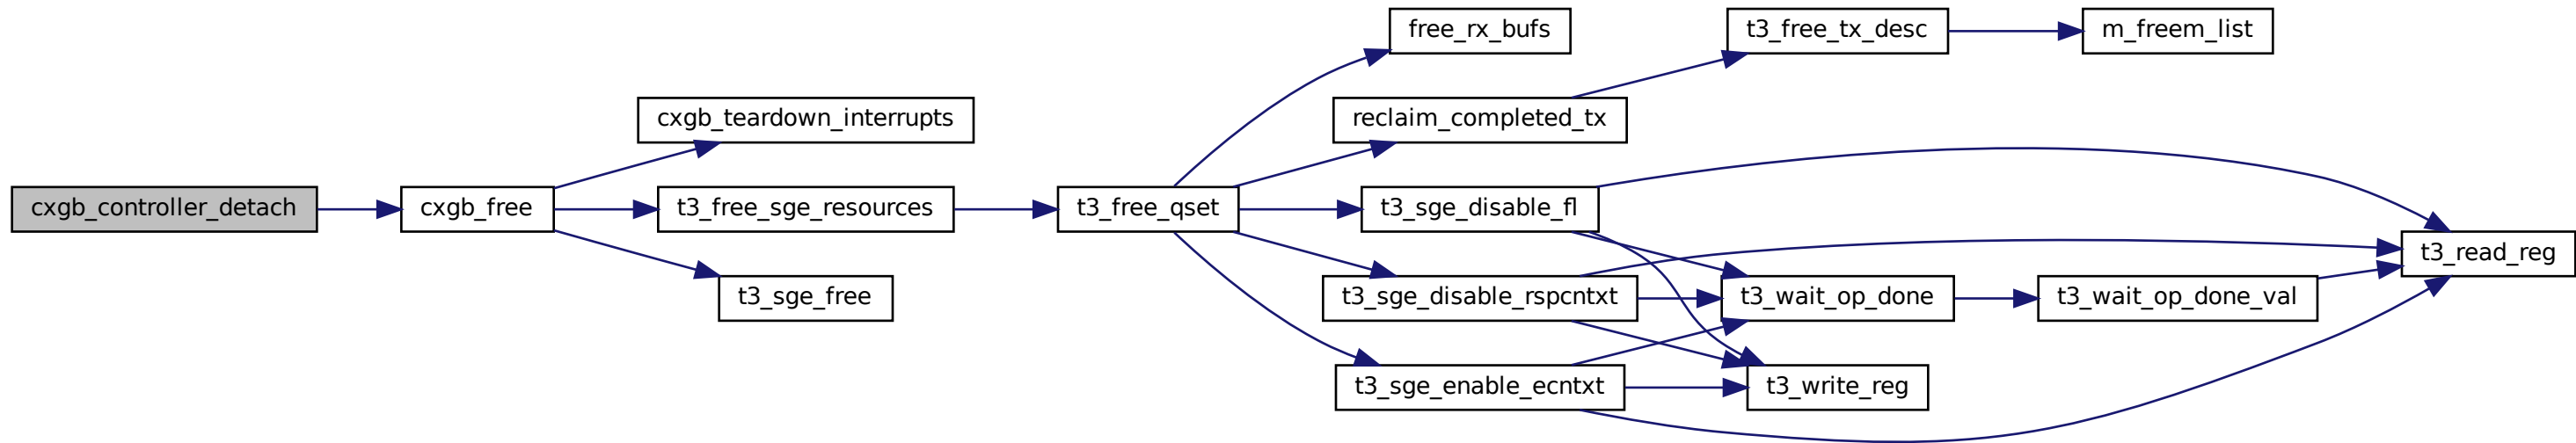 cxgb_controller_detach
cxgb_free
cxgb_teardown_interrupts
t3_free_sge_resources
t3_sge_free
t3_free_qset
free_rx_bufs
reclaim_completed_tx
t3_sge_disable_fl
t3_sge_disable_rspcntxt
t3_sge_enable_ecntxt
t3_free_tx_desc
t3_wait_op_done
t3_write_reg
m_freem_list
t3_wait_op_done_val
t3_read_reg